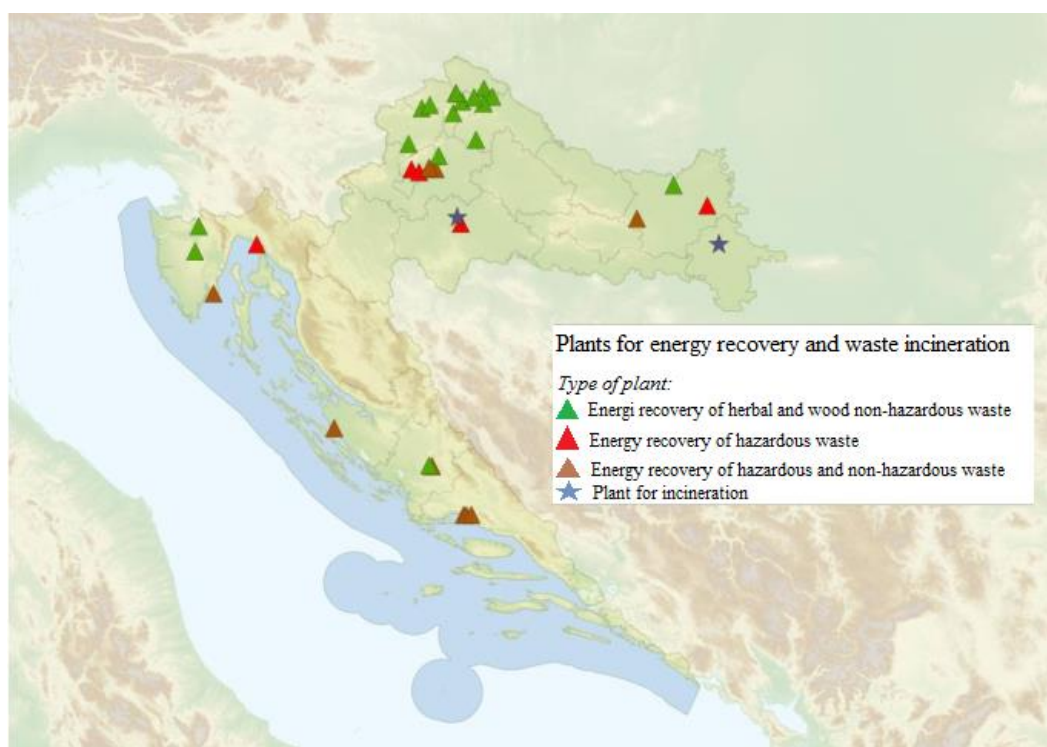 Plants for energy recovery and waste incineration
Type of plant:
Energi recovery of herbal and wood non-hazardous waste
Energy recovery of hazardous waste
Energy recovery of hazardous and non-hazardous waste
Plant for incineration